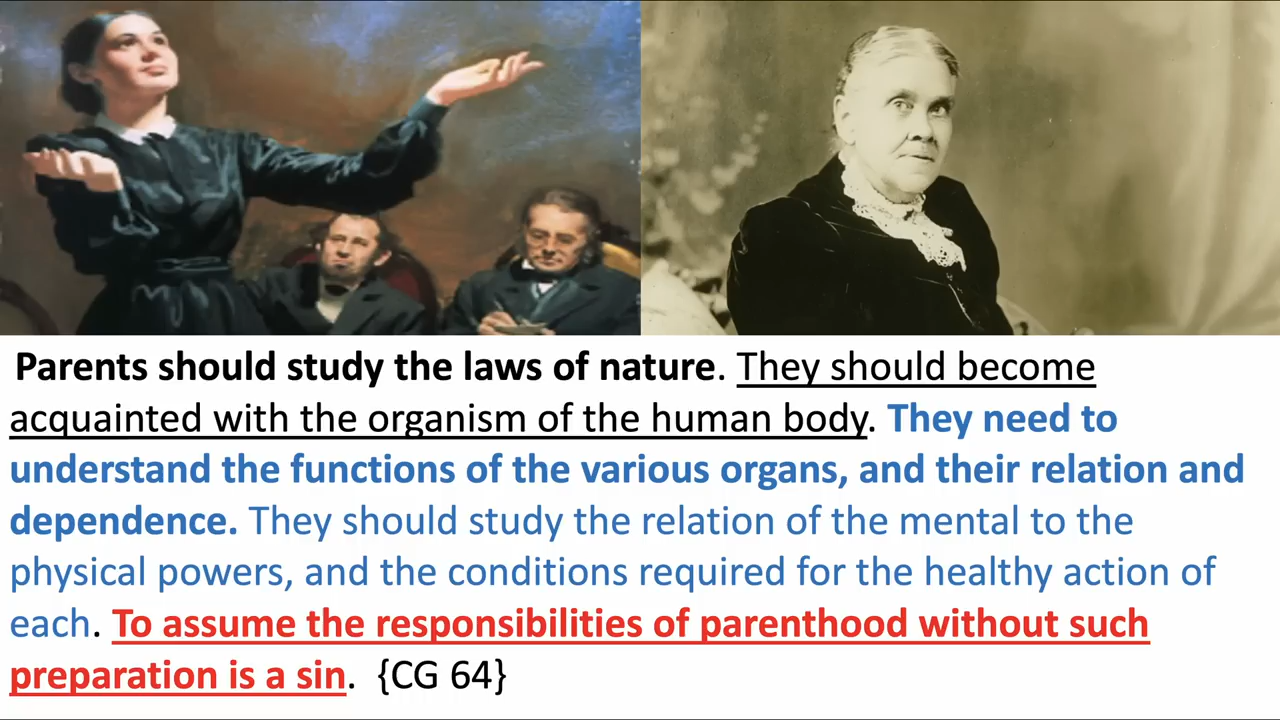 Parents should study the laws of nature. They should become
acquainted with the organism of the human body. They need to
understand the functions of the various organs, and their relation and
dependence. They should study the relation of the mental to the
physical powers, and the conditions required for the healthy action of
each. To assume the responsibilities of parenthood without such
preparation is a sin. {CG 64}